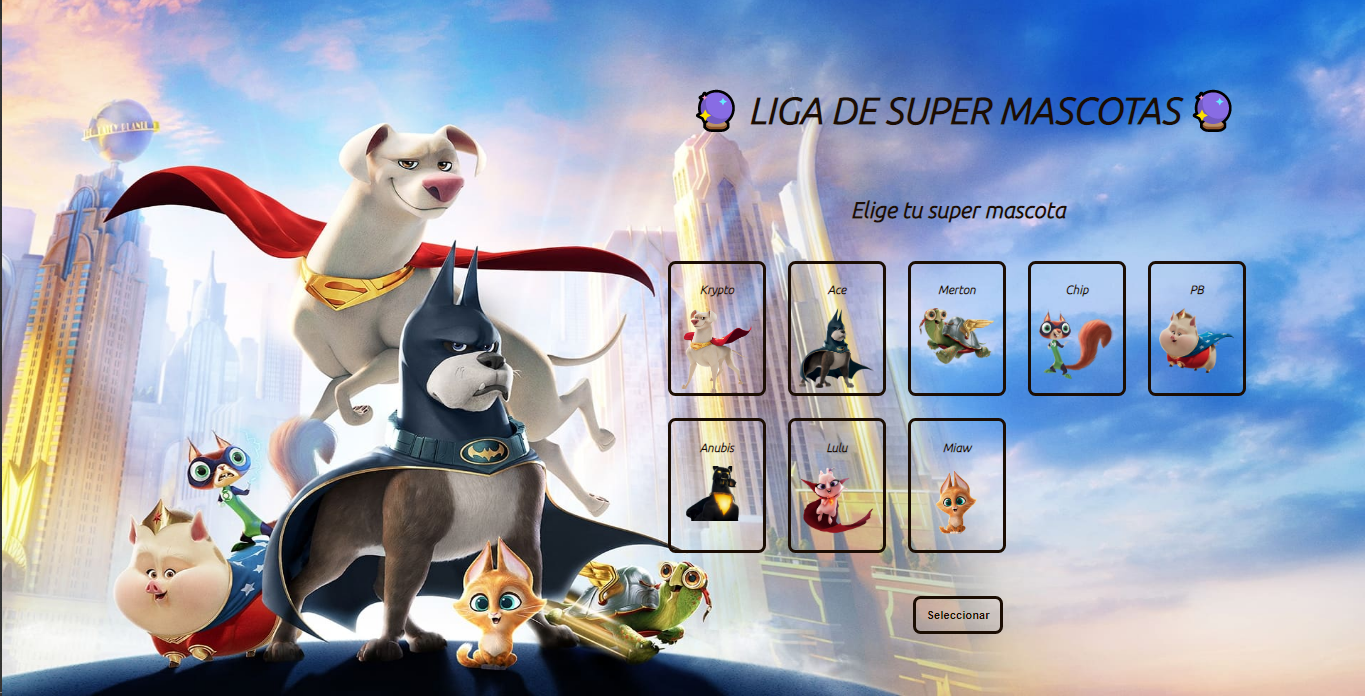 LIGA DE SUPER MASCOTAS
Elige tu super mascota
Krypto
Ace
Merton
Chip
PB
Anubis
Lulu
Miaw
Seleccionar